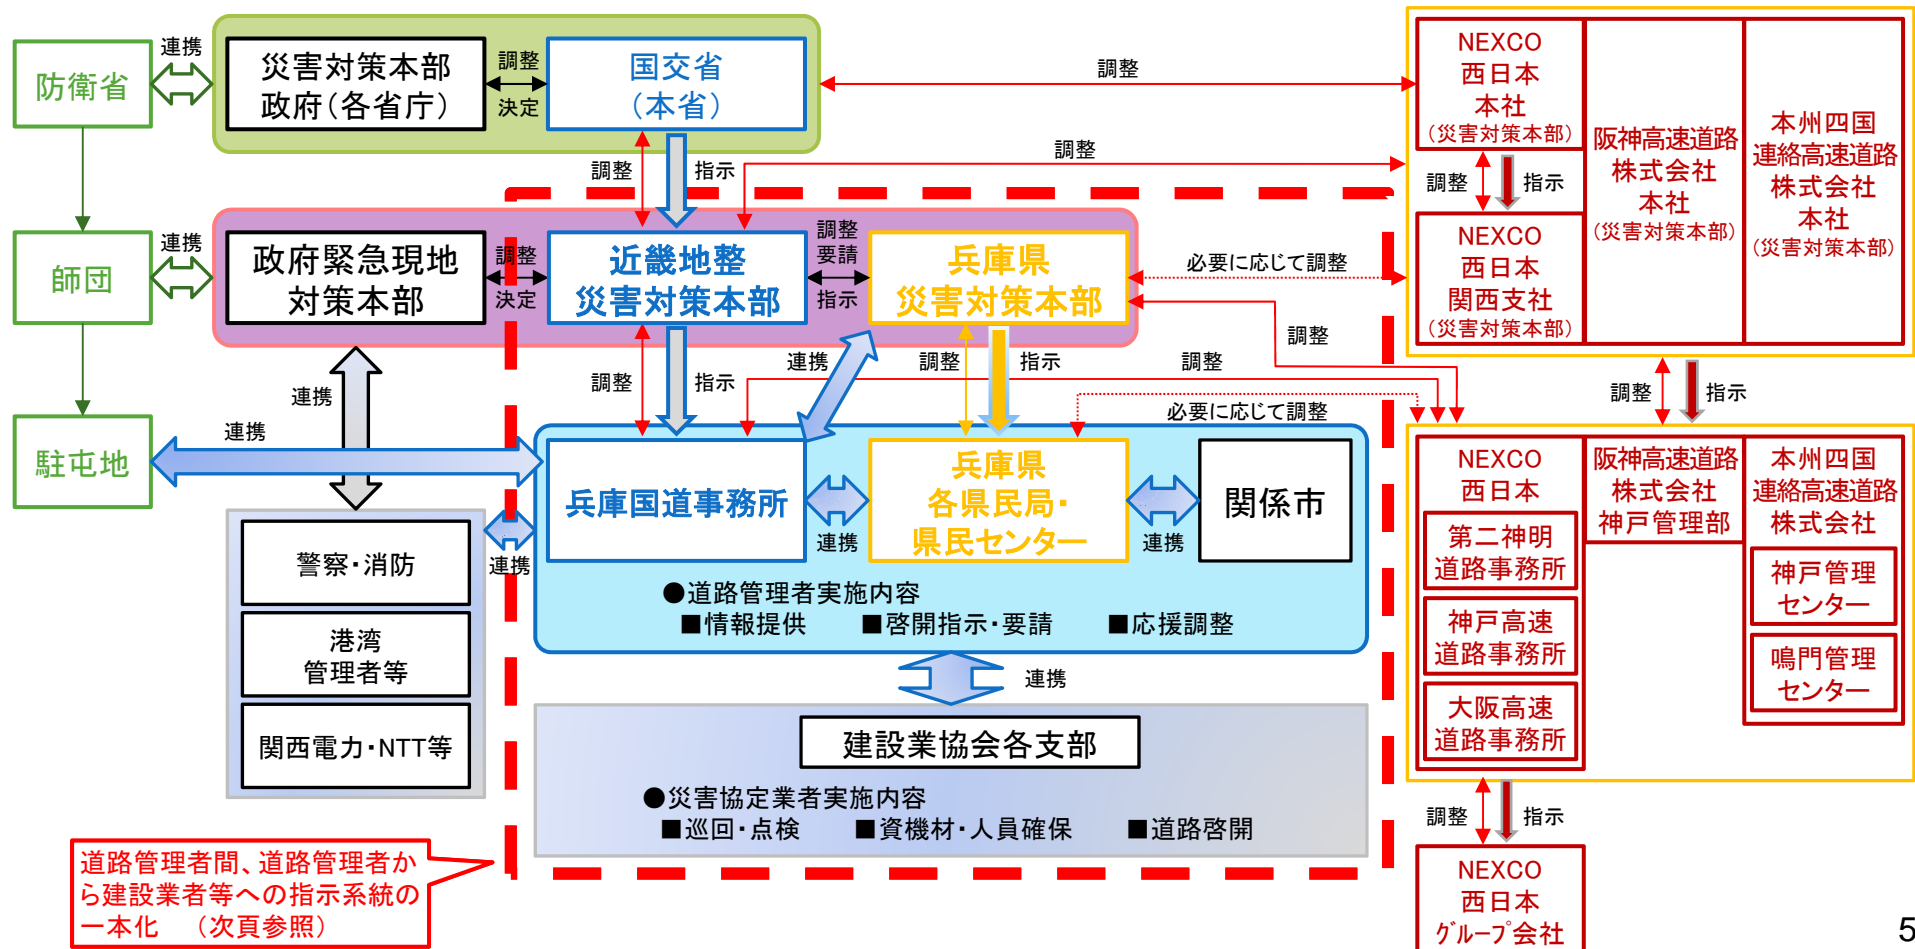 防衛省
連携
災害対策本部
政府（各省庁）
調整
決定
国交省
（本省）
調整
NEXCO
西日本
本社
（災害対策本部）
阪神高速道路
株式会社
本社
（災害対策本部）
本州四国
連絡高速道路
株式会社
本社
（災害対策本部）
調整
指示
調整
調整
指示
師団
連携
政府緊急現地
対策本部
調整
決定
近畿地整
災害対策本部
調整
要請
指示
兵庫県
災害対策本部
必要に応じて調整
NEXCO
西日本
関西支社
（災害対策本部）
連携
調整
指示
連携
調整
指示
調整
調整
必要に応じて調整
調整
指示
駐屯地
連携
兵庫国道事務所
連携
兵庫県
各県民局・
県民センター
連携
関係市
NEXCO
西日本
第二神明
道路事務所
神戸高速
道路事務所
大阪高速
道路事務所
阪神高速道路
株式会社
神戸管理部
本州四国
連絡高速道路
株式会社
神戸管理
センター
鳴門管理
センター
警察・消防
港湾
管理者等
関西電力・NTT等
連携
●道路管理者実施内容
■情報提供　■啓開指示・要請　■応援調整
連携
建設業協会各支部
●災害協定業者実施内容
■巡回・点検　■資機材・人員確保　■道路啓開
調整
指示
NEXCO
西日本
グループ会社
道路管理者間、道路管理者か
ら建設業者等への指示系統の
一本化　（次頁参照）
5